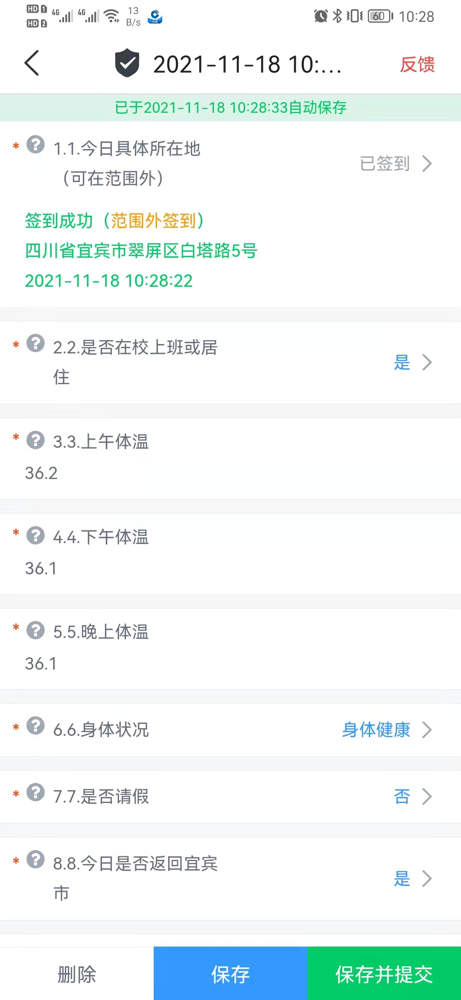 HD 1 4G 4G 13 B/s 60 10:28
HD 2
2021-11-18 10:...
反馈
已于2021-11-18 10:28:33自动保存
* ? 1.1.今日具体所在地
(可在范围外)
已签到
签到成功（范围外签到）
四川省宜宾市翠屏区白塔路5号
2021-11-18 10:28:22
* ? 2.2.是否在校上班或居
住
是
* ? 3.3.上午体温
36.2
* ? 4.4.下午体温
36.1
* ? 5.5.晚上体温
36.1
* ? 6.6.身体状况
身体健康
* ? 7.7.是否请假
否
* ? 8.8.今日是否返回宜宾
市
是
删除
保存
保存并提交